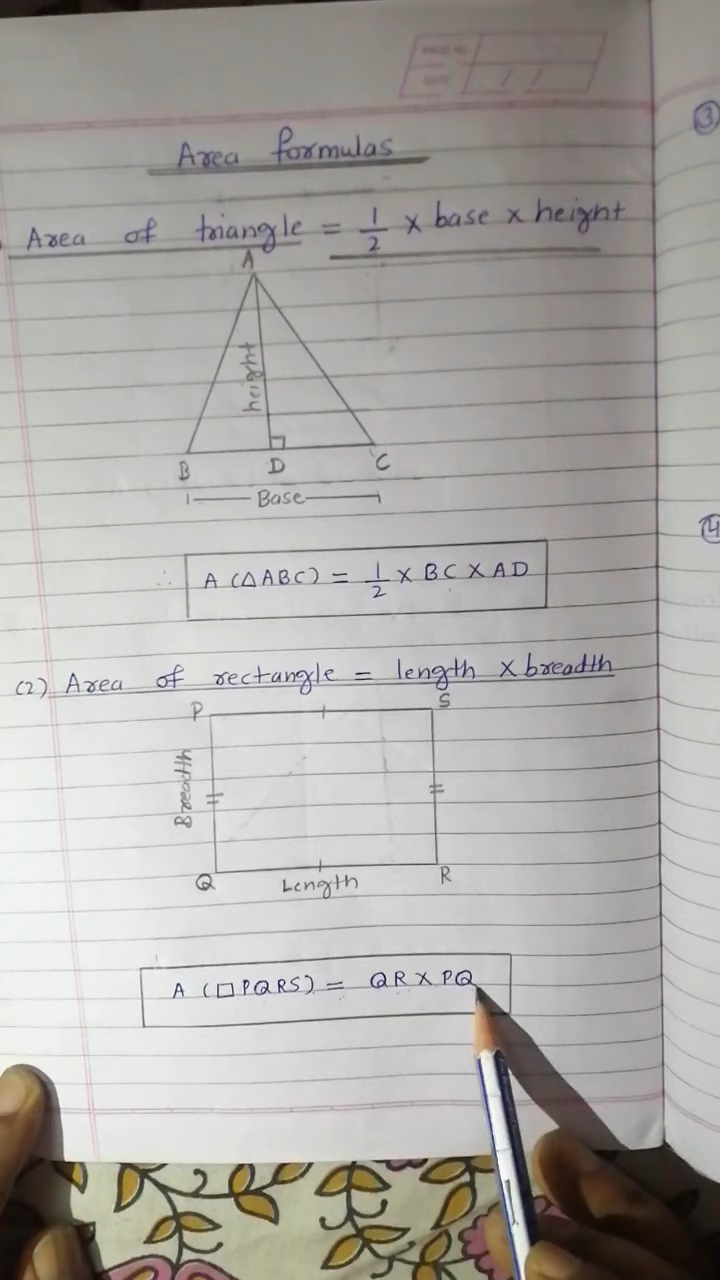 Area formulas
Area of triangle = 1/2 × base × height
A
height
B D C
Base
∴ A (△ABC) = 1/2 × BC × AD
(2) Area of rectangle = length × breadth
P S
Breadth
Q Length R
A (□PQRS) = QR × PQ
3
4